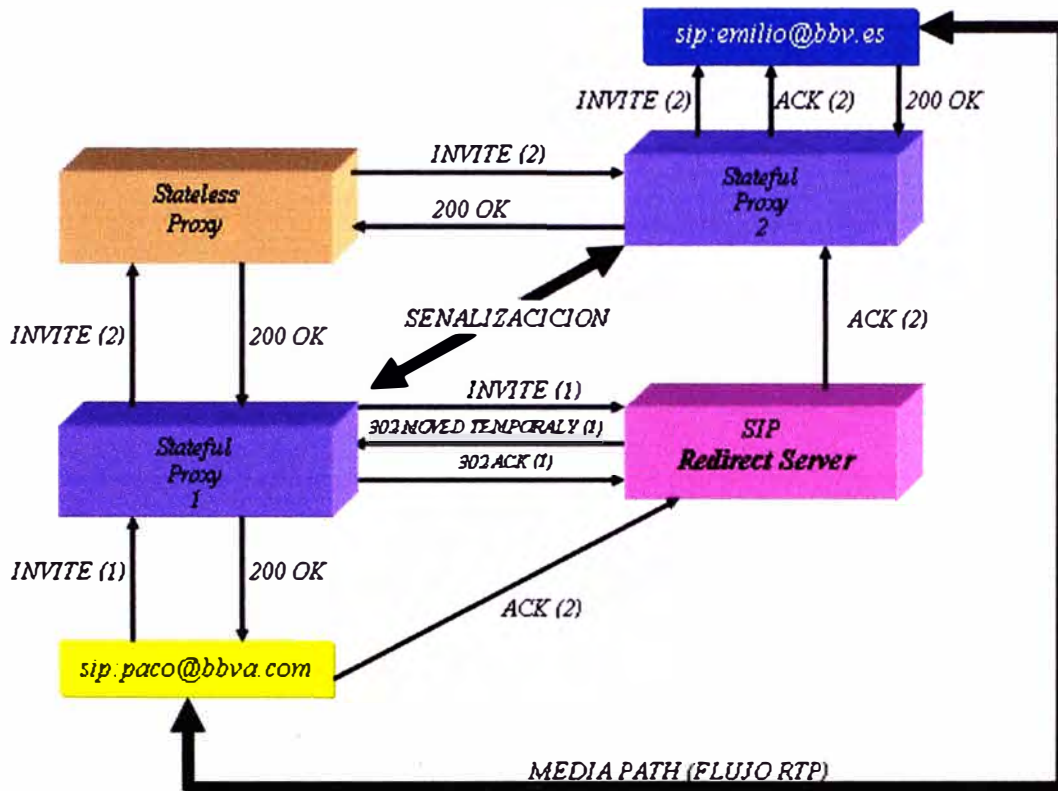 sip:emilio@bbv.es
INVITE (2)
ACK (2)
200 OK
INVITE (2)
Stateless
Proxy
Stateful
Proxy
2
200 OK
INVITE (2)
200 OK
SENALIZACICION
ACK (2)
INVITE (1)
302 MOVED TEMPORALY (1)
302 ACK (1)
Stateful
Proxy
1
SIP
Redirect Server
INVITE (1)
200 OK
ACK (2)
sip:paco@bbva.com
MEDIA PATH (FLUJO RTP)